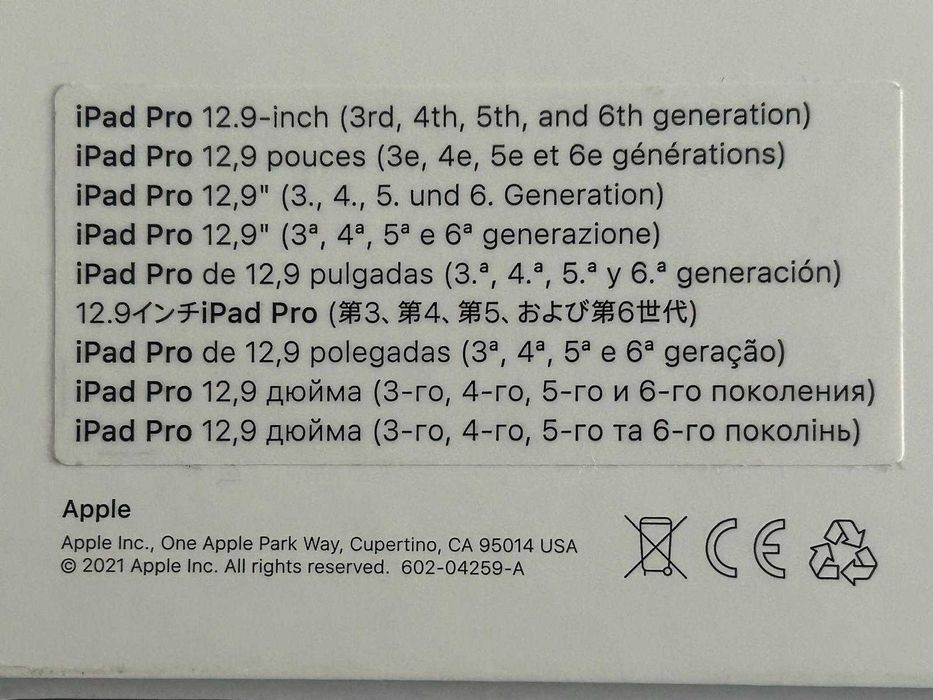 iPad Pro 12.9-inch (3rd, 4th, 5th, and 6th generation)
iPad Pro 12,9 pouces (3e, 4e, 5e et 6e générations)
iPad Pro 12,9" (3., 4., 5. und 6. Generation)
iPad Pro 12,9" (3ª, 4ª, 5ª e 6ª generazione)
iPad Pro de 12,9 pulgadas (3.ª, 4.ª, 5.ª y 6.ª generación)
12.9インチiPad Pro (第3、第4、第5、および第6世代)
iPad Pro de 12,9 polegadas (3ª, 4ª, 5ª e 6ª geração)
iPad Pro 12,9 дюйма (3-го, 4-го, 5-го и 6-го поколения)
iPad Pro 12,9 дюйма (3-го, 4-го, 5-го та 6-го поколінь)
Apple
Apple Inc., One Apple Park Way, Cupertino, CA 95014 USA
© 2021 Apple Inc. All rights reserved. 602-04259-A
CE